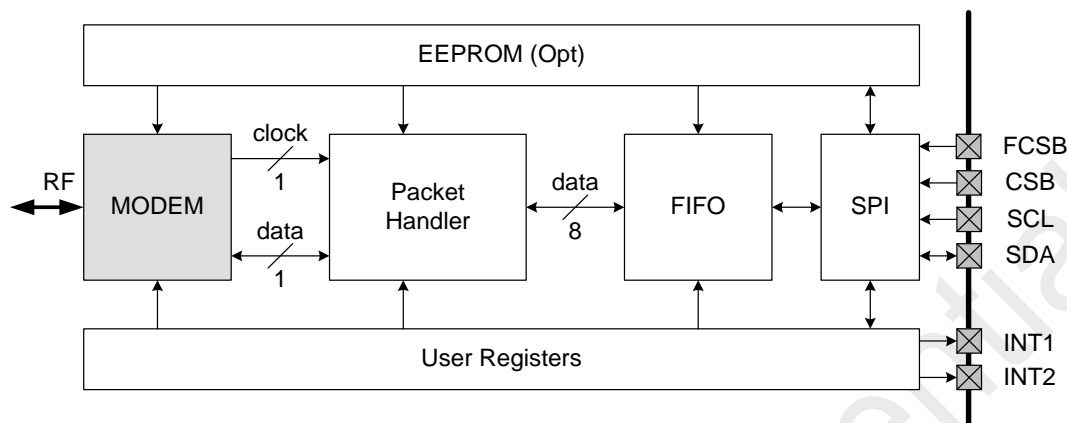 EEPROM (Opt)
RF
MODEM
clock
1
data
1
Packet
Handler
data
8
FIFO
SPI
FCSB
CSB
SCL
SDA
User Registers
INT1
INT2